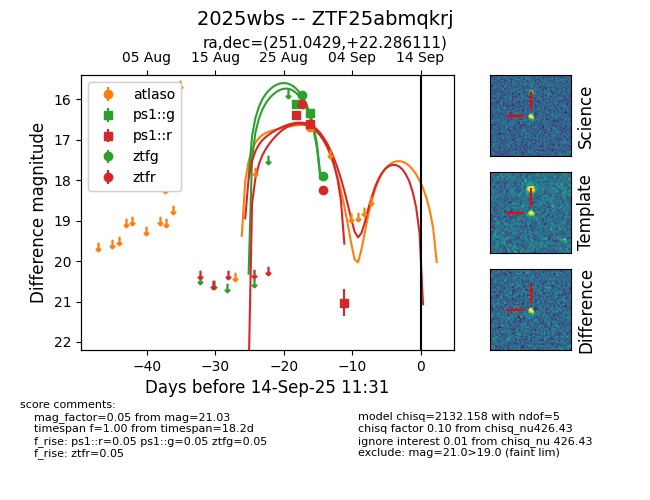 2025wbs -- ZTF25abmqkrj
ra,dec=(251.0429,+22.286111)
05 Aug 15 Aug 25 Aug 04 Sep 14 Sep
atlaso
ps1::g
ps1::r
ztfg
ztfr
16
17
18
19
20
21
22
Difference magnitude
−40 −30 −20 −10 0
Days before 14-Sep-25 11:31
Science
Template
Difference
score comments:
mag_factor=0.05 from mag=21.03
timespan f=1.00 from timespan=18.2d
f_rise: ps1::r=0.05 ps1::g=0.05 ztfg=0.05
f_rise: ztfr=0.05
model chisq=2132.158 with ndof=5
chisq factor 0.10 from chisq_nu426.43
ignore interest 0.01 from chisq_nu 426.43
exclude: mag=21.0>19.0 (faint lim)